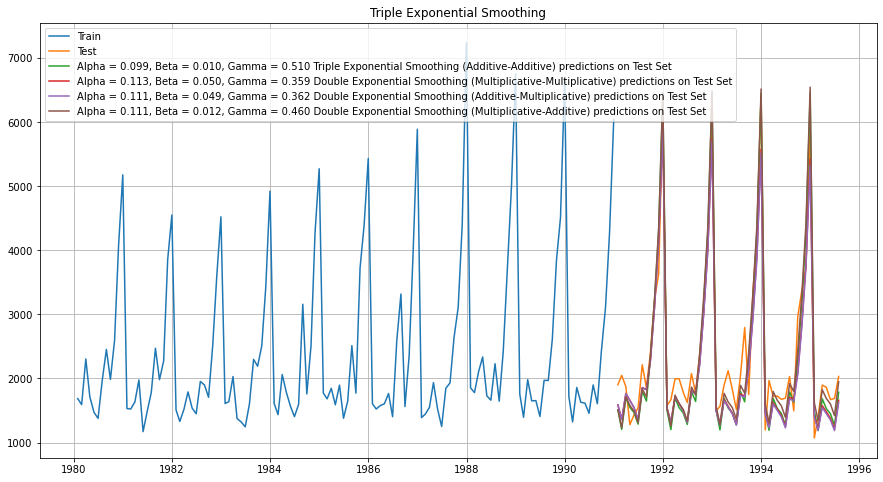 Triple Exponential Smoothing
Train
Test
Alpha = 0.099, Beta = 0.010, Gamma = 0.510 Triple Exponential Smoothing (Additive-Additive) predictions on Test Set
Alpha = 0.113, Beta = 0.050, Gamma = 0.359 Double Exponential Smoothing (Multiplicative-Multiplicative) predictions on Test Set
Alpha = 0.111, Beta = 0.049, Gamma = 0.362 Double Exponential Smoothing (Additive-Multiplicative) predictions on Test Set
Alpha = 0.111, Beta = 0.012, Gamma = 0.460 Double Exponential Smoothing (Multiplicative-Additive) predictions on Test Set
7000
6000
5000
4000
3000
2000
1000
1980 1982 1984 1986 1988 1990 1992 1994 1996